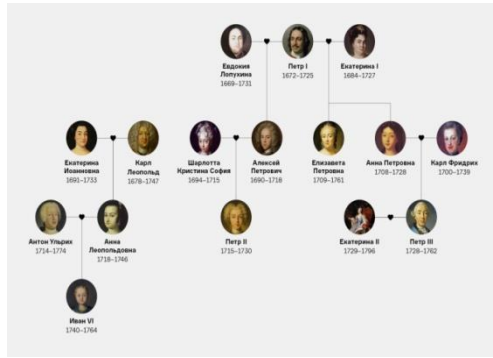 Евдокия
Лопухина
1669–1731
Петр I
1672–1725
Екатерина I
1684–1727
Екатерина
Иоанновна
1691–1733
Карл
Леопольд
1678–1747
Шарлотта
Кристина София
1694–1715
Алексей
Петрович
1690–1718
Елизавета
Петровна
1709–1761
Анна Петровна
1708–1728
Карл Фридрих
1700–1739
Антон Ульрих
1714–1774
Анна
Леопольдовна
1718–1746
Петр II
1715–1730
Екатерина II
1729–1796
Петр III
1728–1762
Иван VI
1740–1764